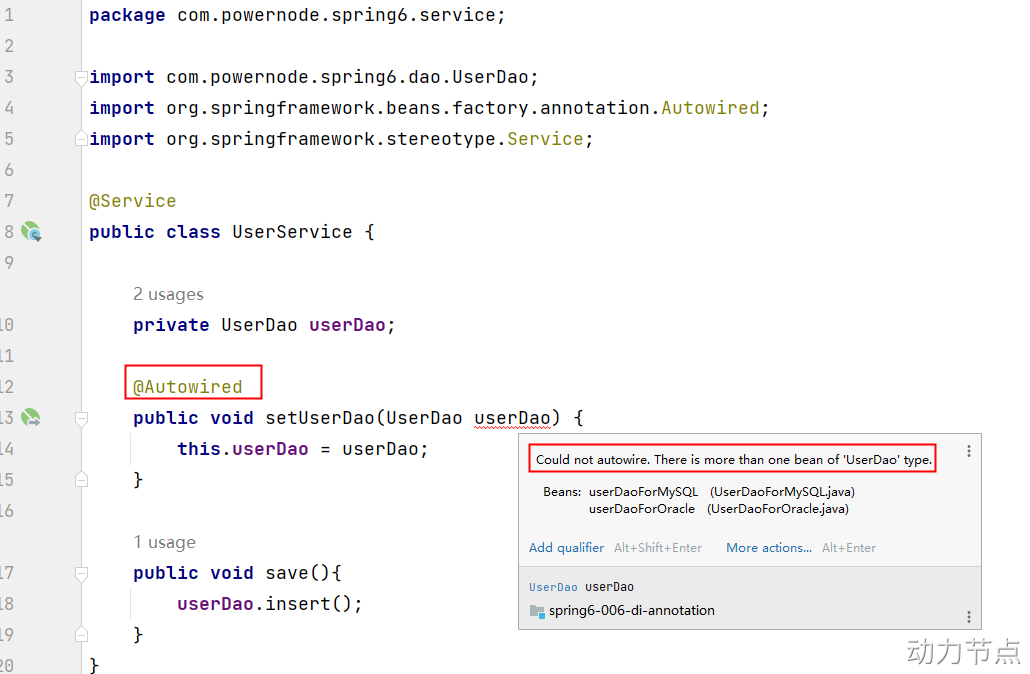 1 package com.powernode.spring6.service;
2
3 import com.powernode.spring6.dao.UserDao;
4 import org.springframework.beans.factory.annotation.Autowired;
5 import org.springframework.stereotype.Service;
6
7 @Service
8 public class UserService {
9
2 usages
10 private UserDao userDao;
11
12 @Autowired
13 public void setUserDao(UserDao userDao) {
14 this.userDao = userDao;
15 }
16
1 usage
17 public void save(){
18 userDao.insert();
19 }
20 }
Could not autowire. There is more than one bean of 'UserDao' type.
Beans: userDaoForMySQL (UserDaoForMySQL.java)
userDaoForOracle (UserDaoForOracle.java)
Add qualifier Alt+Shift+Enter More actions... Alt+Enter
UserDao userDao
spring6-006-di-annotation
动力节点